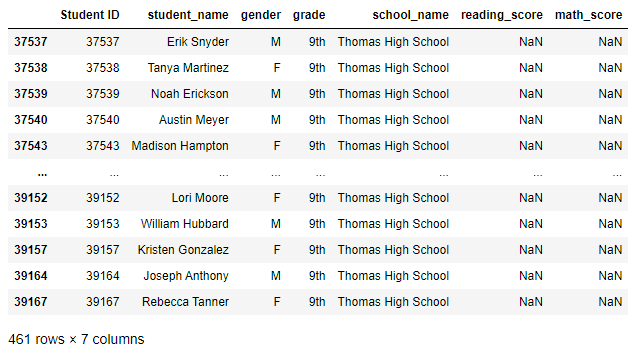 Student ID student_name gender grade school_name reading_score math_score
37537 37537 Erik Snyder M 9th Thomas High School NaN NaN
37538 37538 Tanya Martinez F 9th Thomas High School NaN NaN
37539 37539 Noah Erickson M 9th Thomas High School NaN NaN
37540 37540 Austin Meyer M 9th Thomas High School NaN NaN
37543 37543 Madison Hampton F 9th Thomas High School NaN NaN
... ... ... ... ... ... ... ...
39152 39152 Lori Moore F 9th Thomas High School NaN NaN
39153 39153 William Hubbard M 9th Thomas High School NaN NaN
39157 39157 Kristen Gonzalez F 9th Thomas High School NaN NaN
39164 39164 Joseph Anthony M 9th Thomas High School NaN NaN
39167 39167 Rebecca Tanner F 9th Thomas High School NaN NaN
461 rows × 7 columns